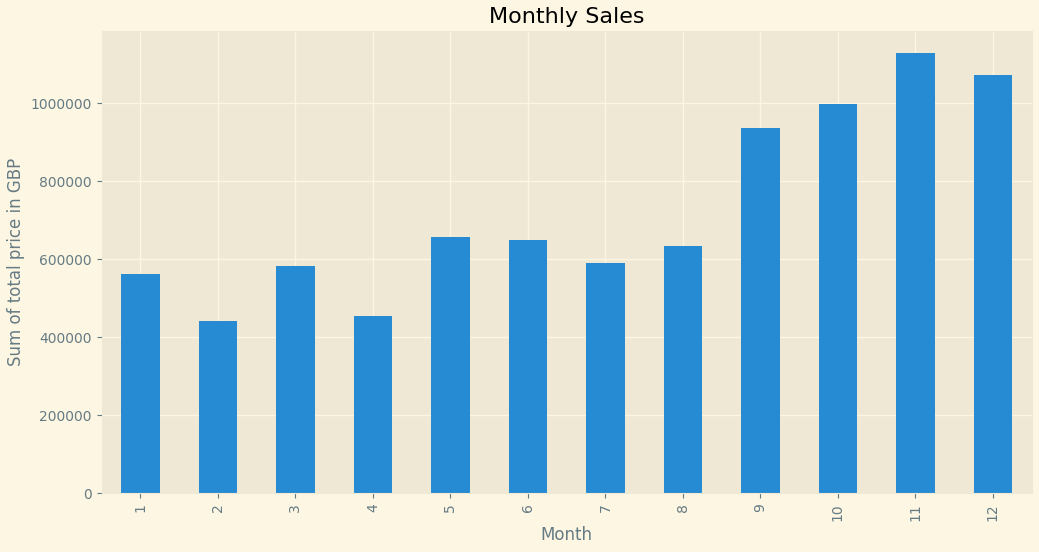 Monthly Sales
Sum of total price in GBP
1000000
800000
600000
400000
200000
0
1 2 3 4 5 6 7 8 9 10 11 12
Month